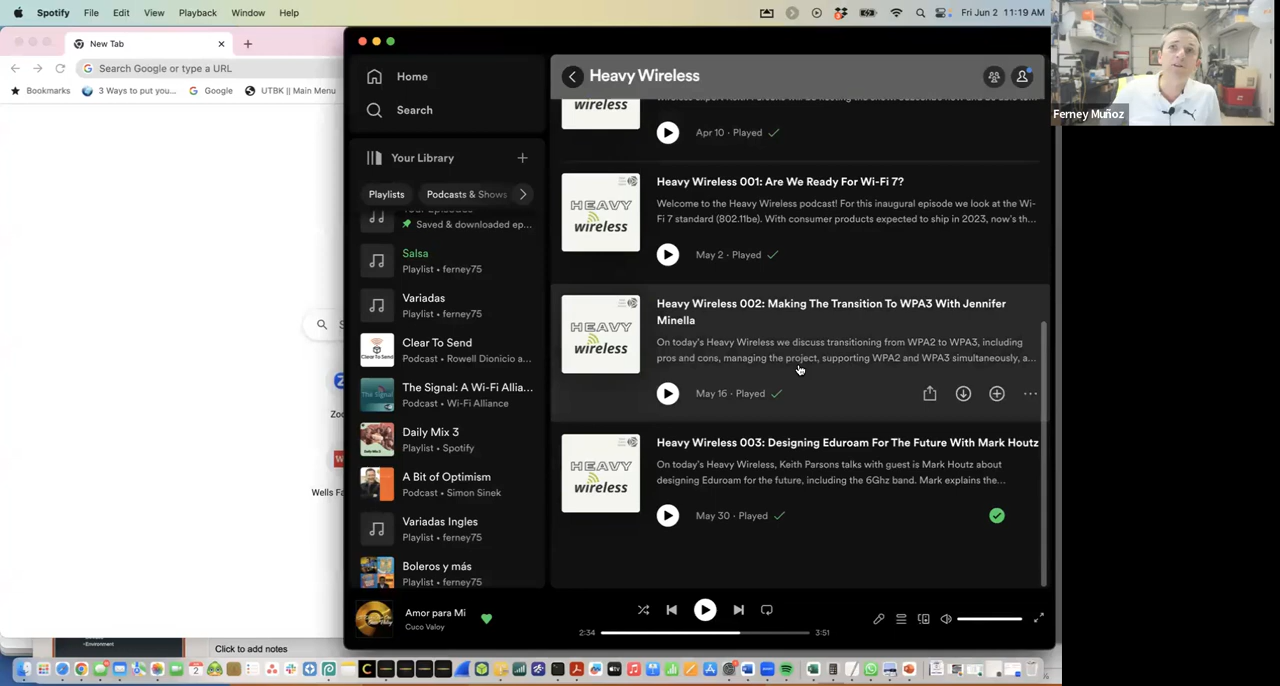 Spotify File Edit View Playback Window Help
Fri Jun 2 11:19 AM
New Tab
Search Google or type a URL
Bookmarks 3 Ways to put you... Google UTBK || Main Menu
Home
Search
Your Library
Playlists Podcasts & Shows
Saved & downloaded ep...
Salsa
Playlist • ferney75
Variadas
Playlist • ferney75
Clear To Send
Podcast • Rowell Dionicio a...
The Signal: A Wi-Fi Allia...
Podcast • Wi-Fi Alliance
Daily Mix 3
Playlist • Spotify
A Bit of Optimism
Podcast • Simon Sinek
Variadas Ingles
Playlist • ferney75
Boleros y más
Playlist • ferney75
Heavy Wireless
Apr 10 · Played
HEAVY
wireless
Heavy Wireless 001: Are We Ready For Wi-Fi 7?
Welcome to the Heavy Wireless podcast! For this inaugural episode we look at the Wi-
Fi 7 standard (802.11be). With consumer products expected to ship in 2023, now's th...
May 2 · Played
HEAVY
wireless
Heavy Wireless 002: Making The Transition To WPA3 With Jennifer
Minella
On today's Heavy Wireless we discuss transitioning from WPA2 to WPA3, including
pros and cons, managing the project, supporting WPA2 and WPA3 simultaneously, a...
May 16 · Played
HEAVY
wireless
Heavy Wireless 003: Designing Eduroam For The Future With Mark Houtz
On today's Heavy Wireless, Keith Parsons talks with guest is Mark Houtz about
designing Eduroam for the future, including the 6Ghz band. Mark explains the...
May 30 · Played
Zoo
Wells Fa
Amor para Mi
Cuco Valoy
2:34
3:51
Click to add notes
Ferney Muñoz